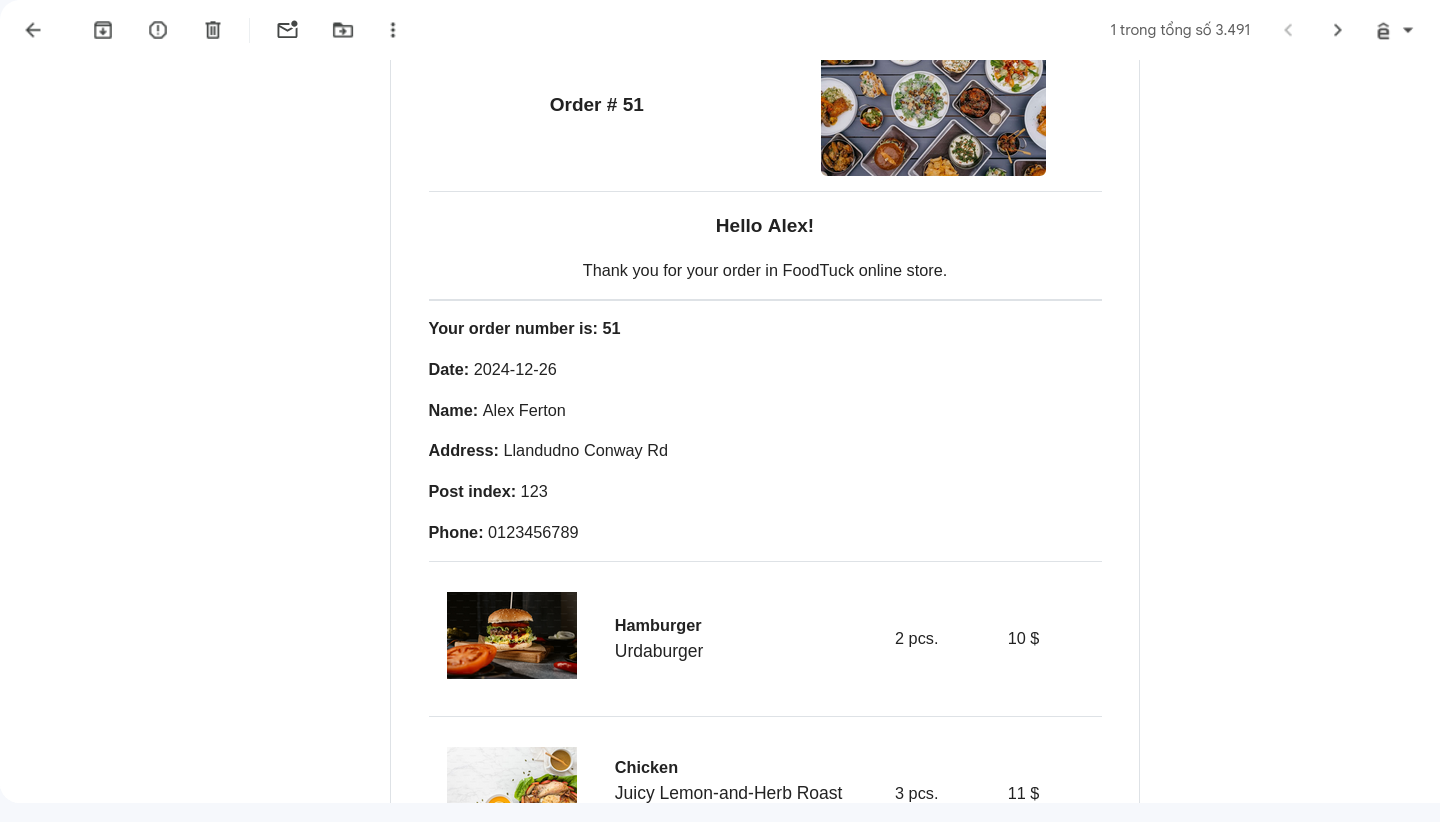 1 trong tổng số 3.491
Order # 51
Hello Alex!
Thank you for your order in FoodTuck online store.
Your order number is: 51
Date: 2024-12-26
Name: Alex Ferton
Address: Llandudno Conway Rd
Post index: 123
Phone: 0123456789
Hamburger
Urdaburger
2 pcs.
10 $
Chicken
Juicy Lemon-and-Herb Roast
3 pcs.
11 $